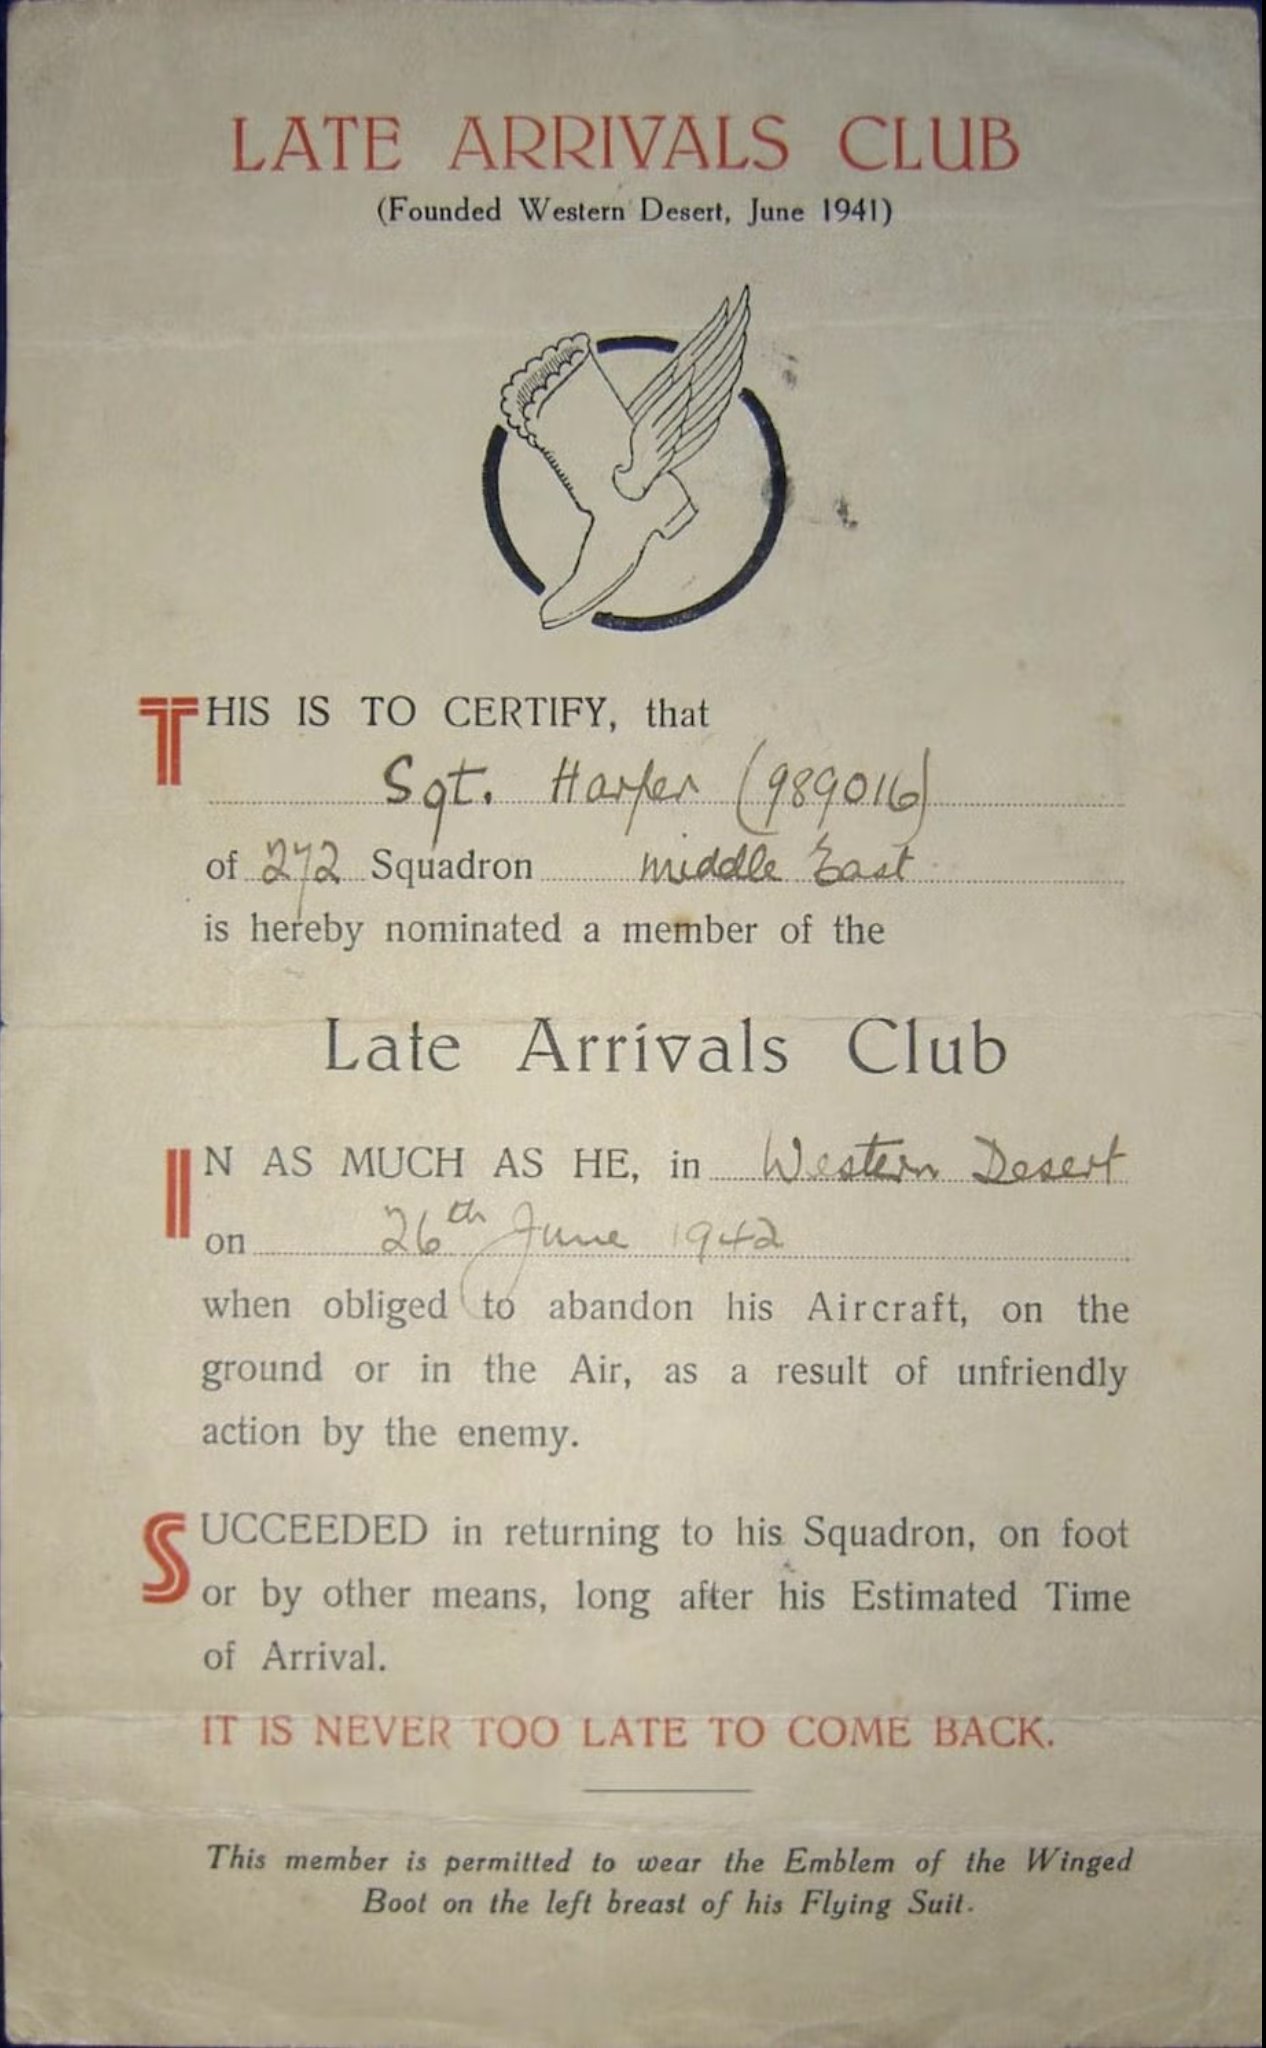 LATE ARRIVALS CLUB
(Founded Western Desert, June 1941)
THIS IS TO CERTIFY, that
Sgt. Harper (989016)
of 272 Squadron Middle East
is hereby nominated a member of the
Late Arrivals Club
IN AS MUCH AS HE, in Western Desert
on 26th June 1942
when obliged to abandon his Aircraft, on the
ground or in the Air, as a result of unfriendly
action by the enemy.
SUCCEEDED in returning to his Squadron, on foot
or by other means, long after his Estimated Time
of Arrival.
IT IS NEVER TOO LATE TO COME BACK.
This member is permitted to wear the Emblem of the Winged
Boot on the left breast of his Flying Suit.